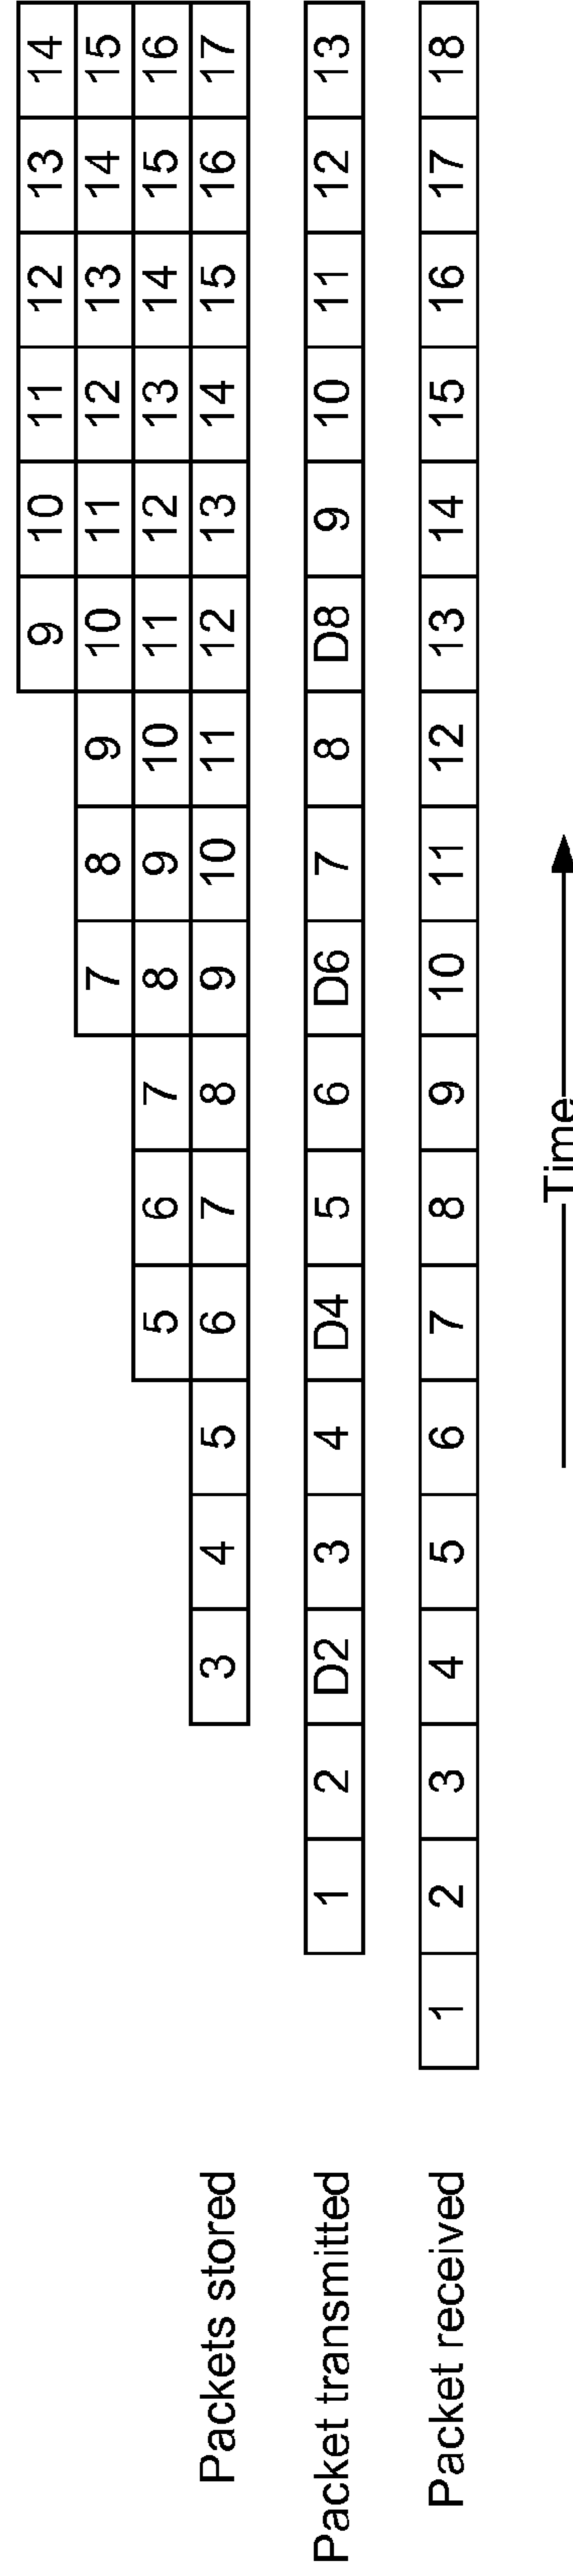 9 10 11 12 13 14
7 8 9 10 11 12 13 14 15
5 6 7 8 9 10 11 12 13 14 15 16
Packets stored 3 4 5 6 7 8 9 10 11 12 13 14 15 16 17
Packet transmitted 1 2 D2 3 4 D4 5 6 D6 7 8 D8 9 10 11 12 13
Packet received 1 2 3 4 5 6 7 8 9 10 11 12 13 14 15 16 17 18
Time